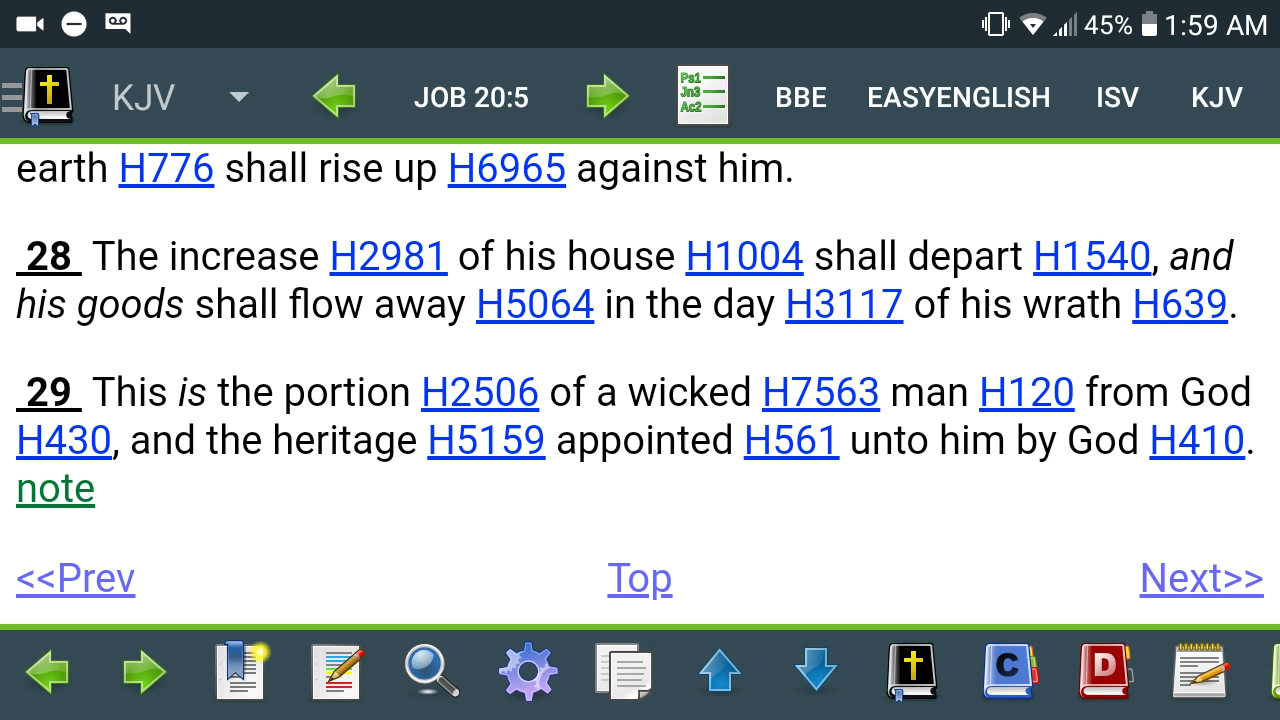 45% 1:59 AM
KJV JOB 20:5 Ps1 Jn3 Ac2 BBE EASYENGLISH ISV KJV
earth H776 shall rise up H6965 against him.
28 The increase H2981 of his house H1004 shall depart H1540, and
his goods shall flow away H5064 in the day H3117 of his wrath H639.
29 This is the portion H2506 of a wicked H7563 man H120 from God
H430, and the heritage H5159 appointed H561 unto him by God H410.
note
<<Prev Top Next>>
C D